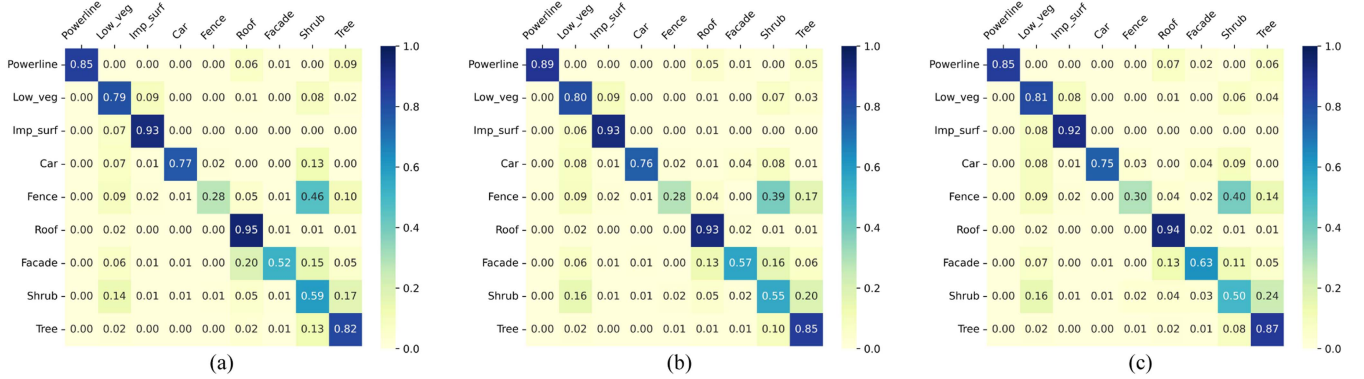 Powerline Low_veg Imp_surf Car Fence Roof Facade Shrub Tree
Powerline 0.85 0.00 0.00 0.00 0.00 0.06 0.01 0.00 0.09
Low_veg 0.00 0.79 0.09 0.00 0.00 0.01 0.00 0.08 0.02
Imp_surf 0.00 0.07 0.93 0.00 0.00 0.00 0.00 0.00 0.00
Car 0.00 0.07 0.01 0.77 0.02 0.00 0.00 0.13 0.00
Fence 0.00 0.09 0.02 0.01 0.28 0.05 0.01 0.46 0.10
Roof 0.00 0.02 0.00 0.00 0.00 0.95 0.01 0.01 0.01
Facade 0.00 0.06 0.01 0.01 0.00 0.20 0.52 0.15 0.05
Shrub 0.00 0.14 0.01 0.01 0.01 0.05 0.01 0.59 0.17
Tree 0.00 0.02 0.00 0.00 0.00 0.02 0.01 0.13 0.82
1.0
0.8
0.6
0.4
0.2
0.0
(a)
Powerline Low_veg Imp_surf Car Fence Roof Facade Shrub Tree
Powerline 0.89 0.00 0.00 0.00 0.00 0.05 0.01 0.00 0.05
Low_veg 0.00 0.80 0.09 0.00 0.00 0.01 0.00 0.07 0.03
Imp_surf 0.00 0.06 0.93 0.00 0.00 0.01 0.00 0.00 0.00
Car 0.00 0.08 0.01 0.76 0.02 0.01 0.04 0.08 0.01
Fence 0.00 0.09 0.02 0.01 0.28 0.04 0.00 0.39 0.17
Roof 0.00 0.02 0.00 0.00 0.00 0.93 0.02 0.01 0.01
Facade 0.00 0.06 0.01 0.01 0.00 0.13 0.57 0.16 0.06
Shrub 0.00 0.16 0.01 0.01 0.02 0.05 0.02 0.55 0.20
Tree 0.00 0.02 0.00 0.00 0.01 0.01 0.01 0.10 0.85
1.0
0.8
0.6
0.4
0.2
0.0
(b)
Powerline Low_veg Imp_surf Car Fence Roof Facade Shrub Tree
Powerline 0.85 0.00 0.00 0.00 0.00 0.07 0.02 0.00 0.06
Low_veg 0.00 0.81 0.08 0.00 0.00 0.01 0.00 0.06 0.04
Imp_surf 0.00 0.08 0.92 0.00 0.00 0.00 0.00 0.00 0.00
Car 0.00 0.08 0.01 0.75 0.03 0.00 0.04 0.09 0.00
Fence 0.00 0.09 0.02 0.00 0.30 0.04 0.02 0.40 0.14
Roof 0.00 0.02 0.00 0.00 0.00 0.94 0.02 0.01 0.01
Facade 0.00 0.07 0.01 0.01 0.00 0.13 0.63 0.11 0.05
Shrub 0.00 0.16 0.01 0.01 0.02 0.04 0.03 0.50 0.24
Tree 0.00 0.02 0.00 0.00 0.01 0.02 0.01 0.08 0.87
1.0
0.8
0.6
0.4
0.2
0.0
(c)